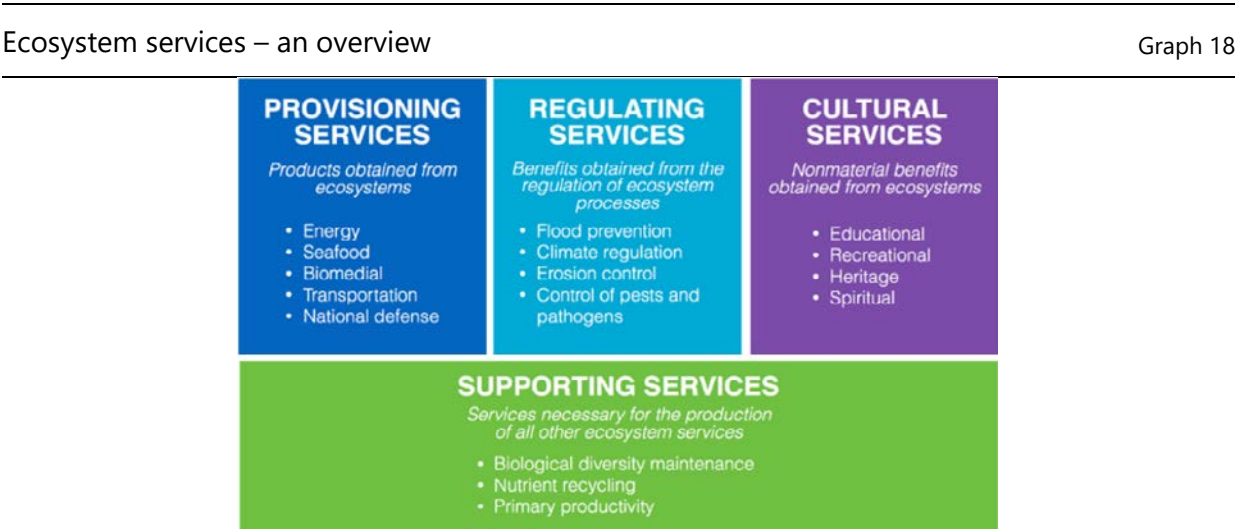 Ecosystem services – an overview
Graph 18
PROVISIONING
SERVICES
Products obtained from
ecosystems
• Energy
• Seafood
• Biomedial
• Transportation
• National defense
REGULATING
SERVICES
Benefits obtained from the
regulation of ecosystem
processes
• Flood prevention
• Climate regulation
• Erosion control
• Control of pests and
pathogens
CULTURAL
SERVICES
Nonmaterial benefits
obtained from ecosystems
• Educational
• Recreational
• Heritage
• Spiritual
SUPPORTING SERVICES
Services necessary for the production
of all other ecosystem services
• Biological diversity maintenance
• Nutrient recycling
• Primary productivity